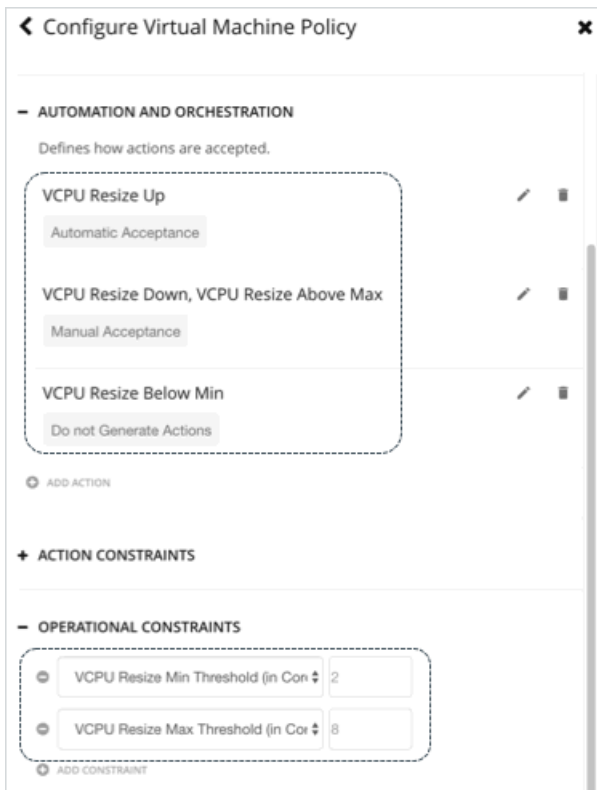 Configure Virtual Machine Policy
AUTOMATION AND ORCHESTRATION
Defines how actions are accepted.
VCPU Resize Up
Automatic Acceptance
VCPU Resize Down, VCPU Resize Above Max
Manual Acceptance
VCPU Resize Below Min
Do not Generate Actions
ADD ACTION
ACTION CONSTRAINTS
OPERATIONAL CONSTRAINTS
VCPU Resize Min Threshold (in Cor 2
VCPU Resize Max Threshold (in Cor 8
ADD CONSTRAINT